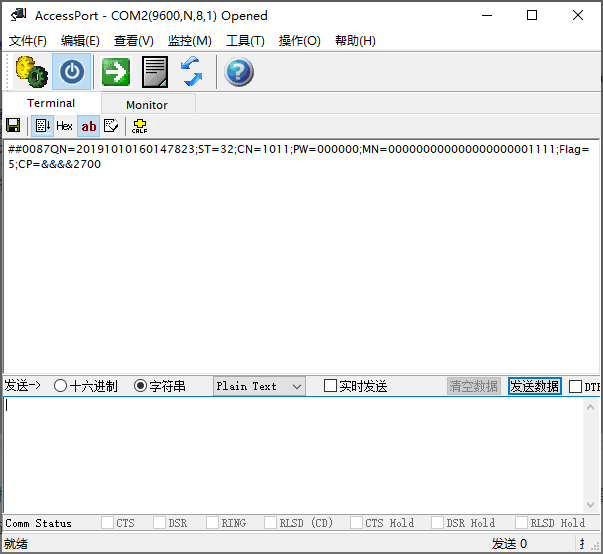 AccessPort - COM2(9600,N,8,1) Opened
文件(F) 编辑(E) 查看(V) 监控(M) 工具(T) 操作(O) 帮助(H)
Terminal Monitor
Hex ab CRLF
##0087QN=20191010160147823;ST=32;CN=1011;PW=000000;MN=000000000000000000001111;Flag=
5;CP=&&&&2700
发送-> 十六进制 字符串 Plain Text 实时发送 清空数据 发送数据 DTR
Comm Status CTS DSR RING RLSD (CD) CTS Hold DSR Hold RLSD Hold
就绪 发送 0